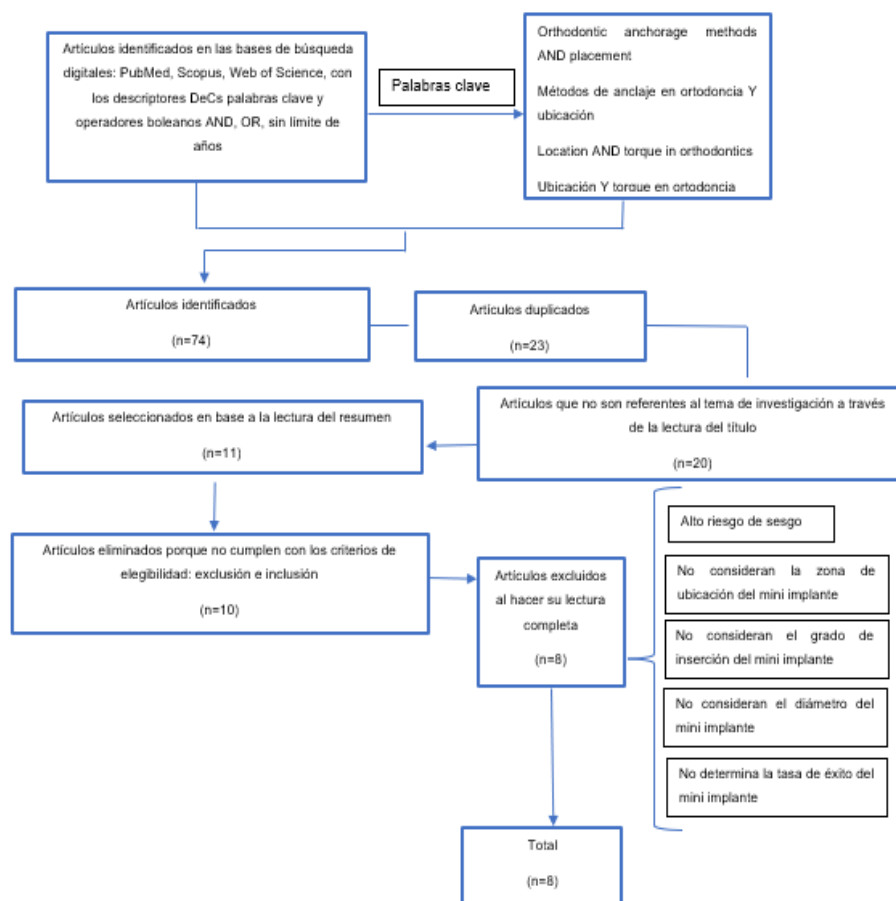 Artículos identificados en las bases de búsqueda
digitales: PubMed, Scopus, Web of Science, con
los descriptores DeCs palabras clave y
operadores boleanos AND, OR, sin límite de
años
Palabras clave
Orthodontic anchorage methods
AND placement
Métodos de anclaje en ortodoncia Y
ubicación
Location AND torque in orthodontics
Ubicación Y torque en ortodoncia
Artículos identificados
(n=74)
Artículos duplicados
(n=23)
Artículos que no son referentes al tema de investigación a través
de la lectura del título
(n=20)
Artículos seleccionados en base a la lectura del resumen
(n=11)
Artículos eliminados porque no cumplen con los criterios de
elegibilidad: exclusión e inclusión
(n=10)
Artículos excluidos
al hacer su lectura
completa
(n=8)
Alto riesgo de sesgo
No consideran la zona de
ubicación del mini implante
No consideran el grado de
inserción del mini implante
No consideran el diámetro del
mini implante
No determina la tasa de éxito del
mini implante
Total
(n=8)